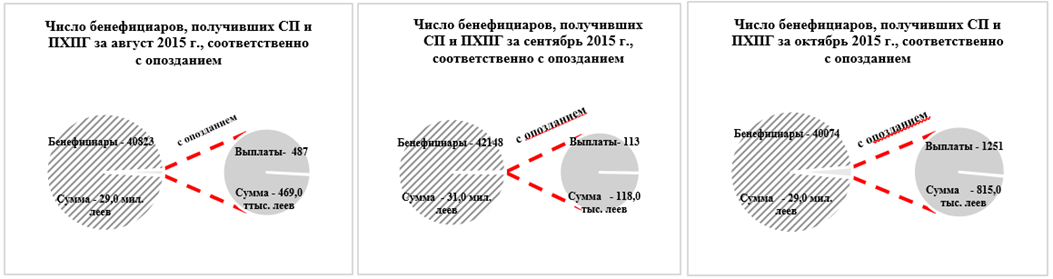 Число бенефициаров, получивших СП и
ПХПГ за август 2015 г., соответственно
с опозданием
с опозданием
Бенефициары - 40823
Выплаты- 487
Сумма - 29,0 мил.
леев
Сумма - 469,0
ттыс. леев
Число бенефициаров, получивших
СП и ПХПГ за сентябрь 2015 г.,
соответственно с опозданием
с опозданием
Бенефициары - 42148
Выплаты- 113
Сумма - 31,0 мил.
леев
Сумма - 118,0
тыс. леев
Число бенефициаров, получивших СП и
ПХПГ за октябрь 2015 г., соответственно
с опозданием
с опозданием
Бенефициары - 40074
Выплаты - 1251
Сумма - 29,0 мил.
леев
Сумма - 815,0
тыс. леев